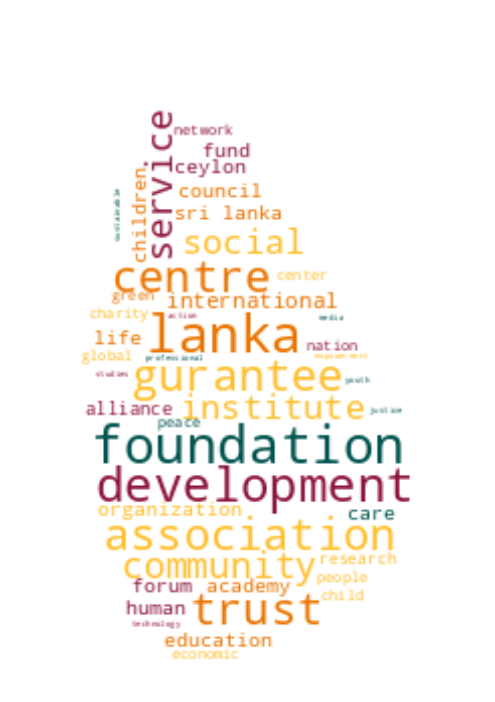 service
network
fund
ceylon
children
council
sri lanka
social
centre
center
green
international
charity
action
media
lanka
life
nation
global
professional
empowerment
studies
gurantee
youth
alliance
institute
justice
peace
foundation
development
organization
care
association
community
research
people
forum
academy
child
human
trust
technology
education
economic